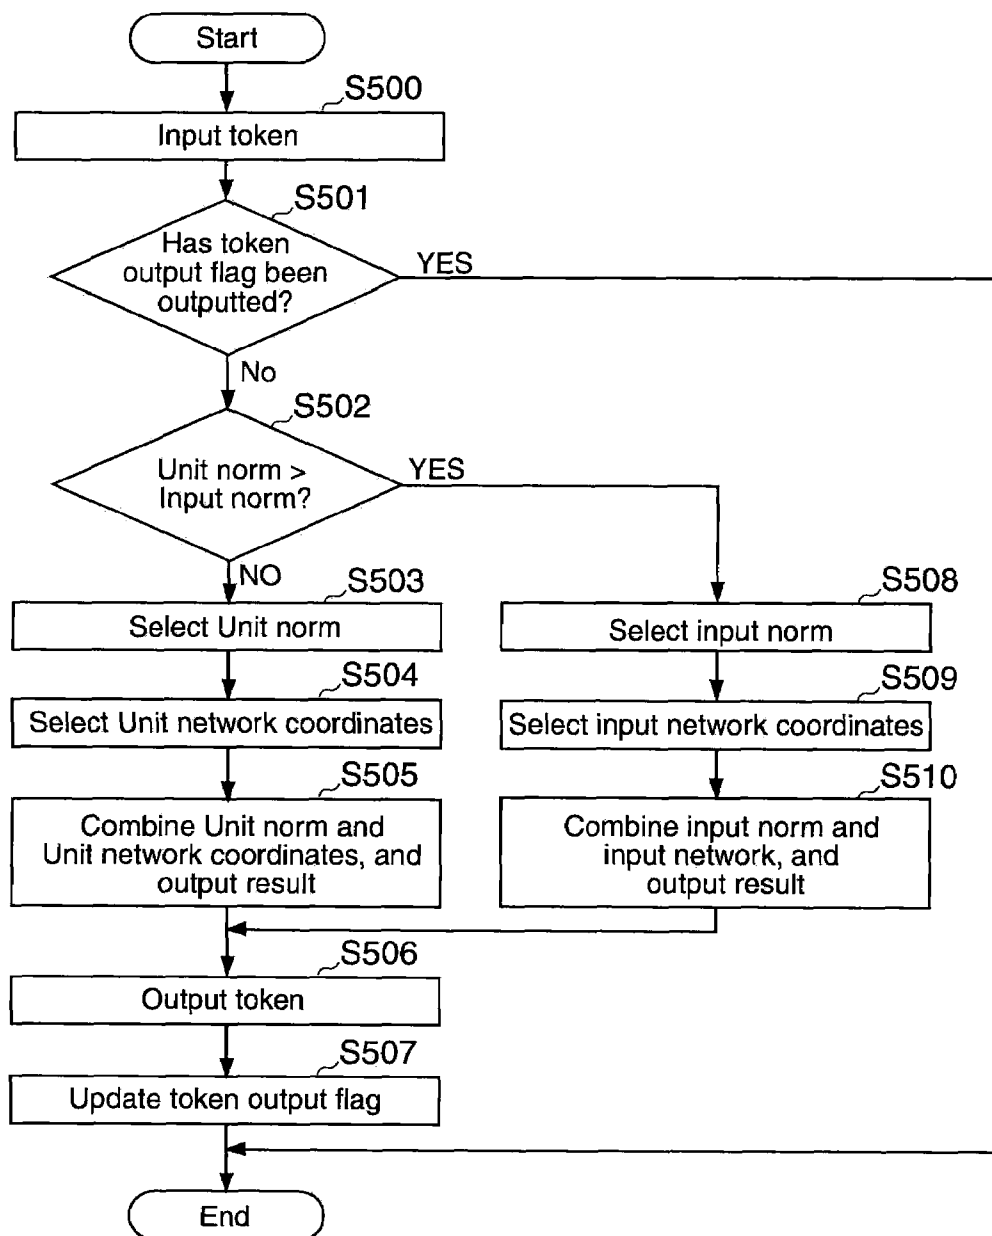 Start
S500
Input token
S501
Has token
output flag been
outputted?
YES
No
S502
Unit norm >
Input norm?
YES
NO
S503
Select Unit norm
S508
Select input norm
S504
Select Unit network coordinates
S509
Select input network coordinates
S505
Combine Unit norm and
Unit network coordinates, and
output result
S510
Combine input norm and
input network, and
output result
S506
Output token
S507
Update token output flag
End